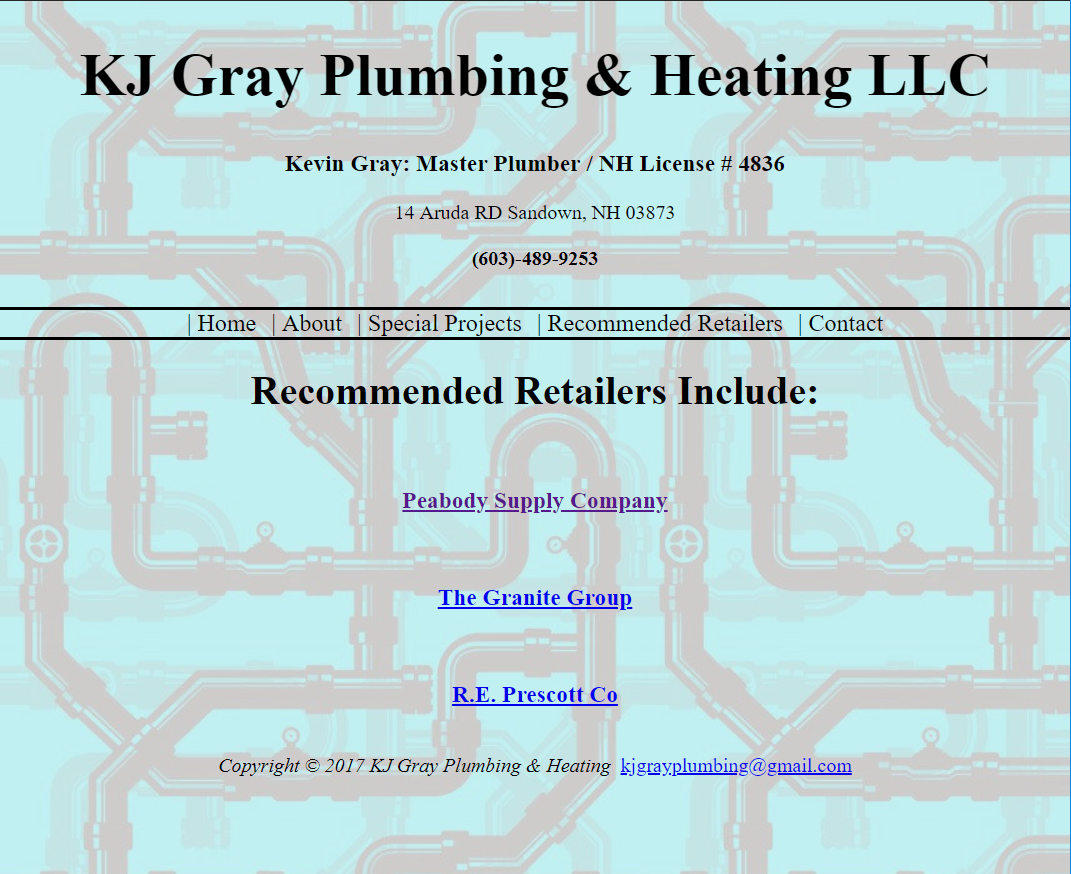 KJ Gray Plumbing & Heating LLC
Kevin Gray: Master Plumber / NH License # 4836
14 Aruda RD Sandown, NH 03873
(603)-489-9253
| Home | About | Special Projects | Recommended Retailers | Contact
Recommended Retailers Include:
Peabody Supply Company
The Granite Group
R.E. Prescott Co
Copyright © 2017 KJ Gray Plumbing & Heating kjgrayplumbing@gmail.com